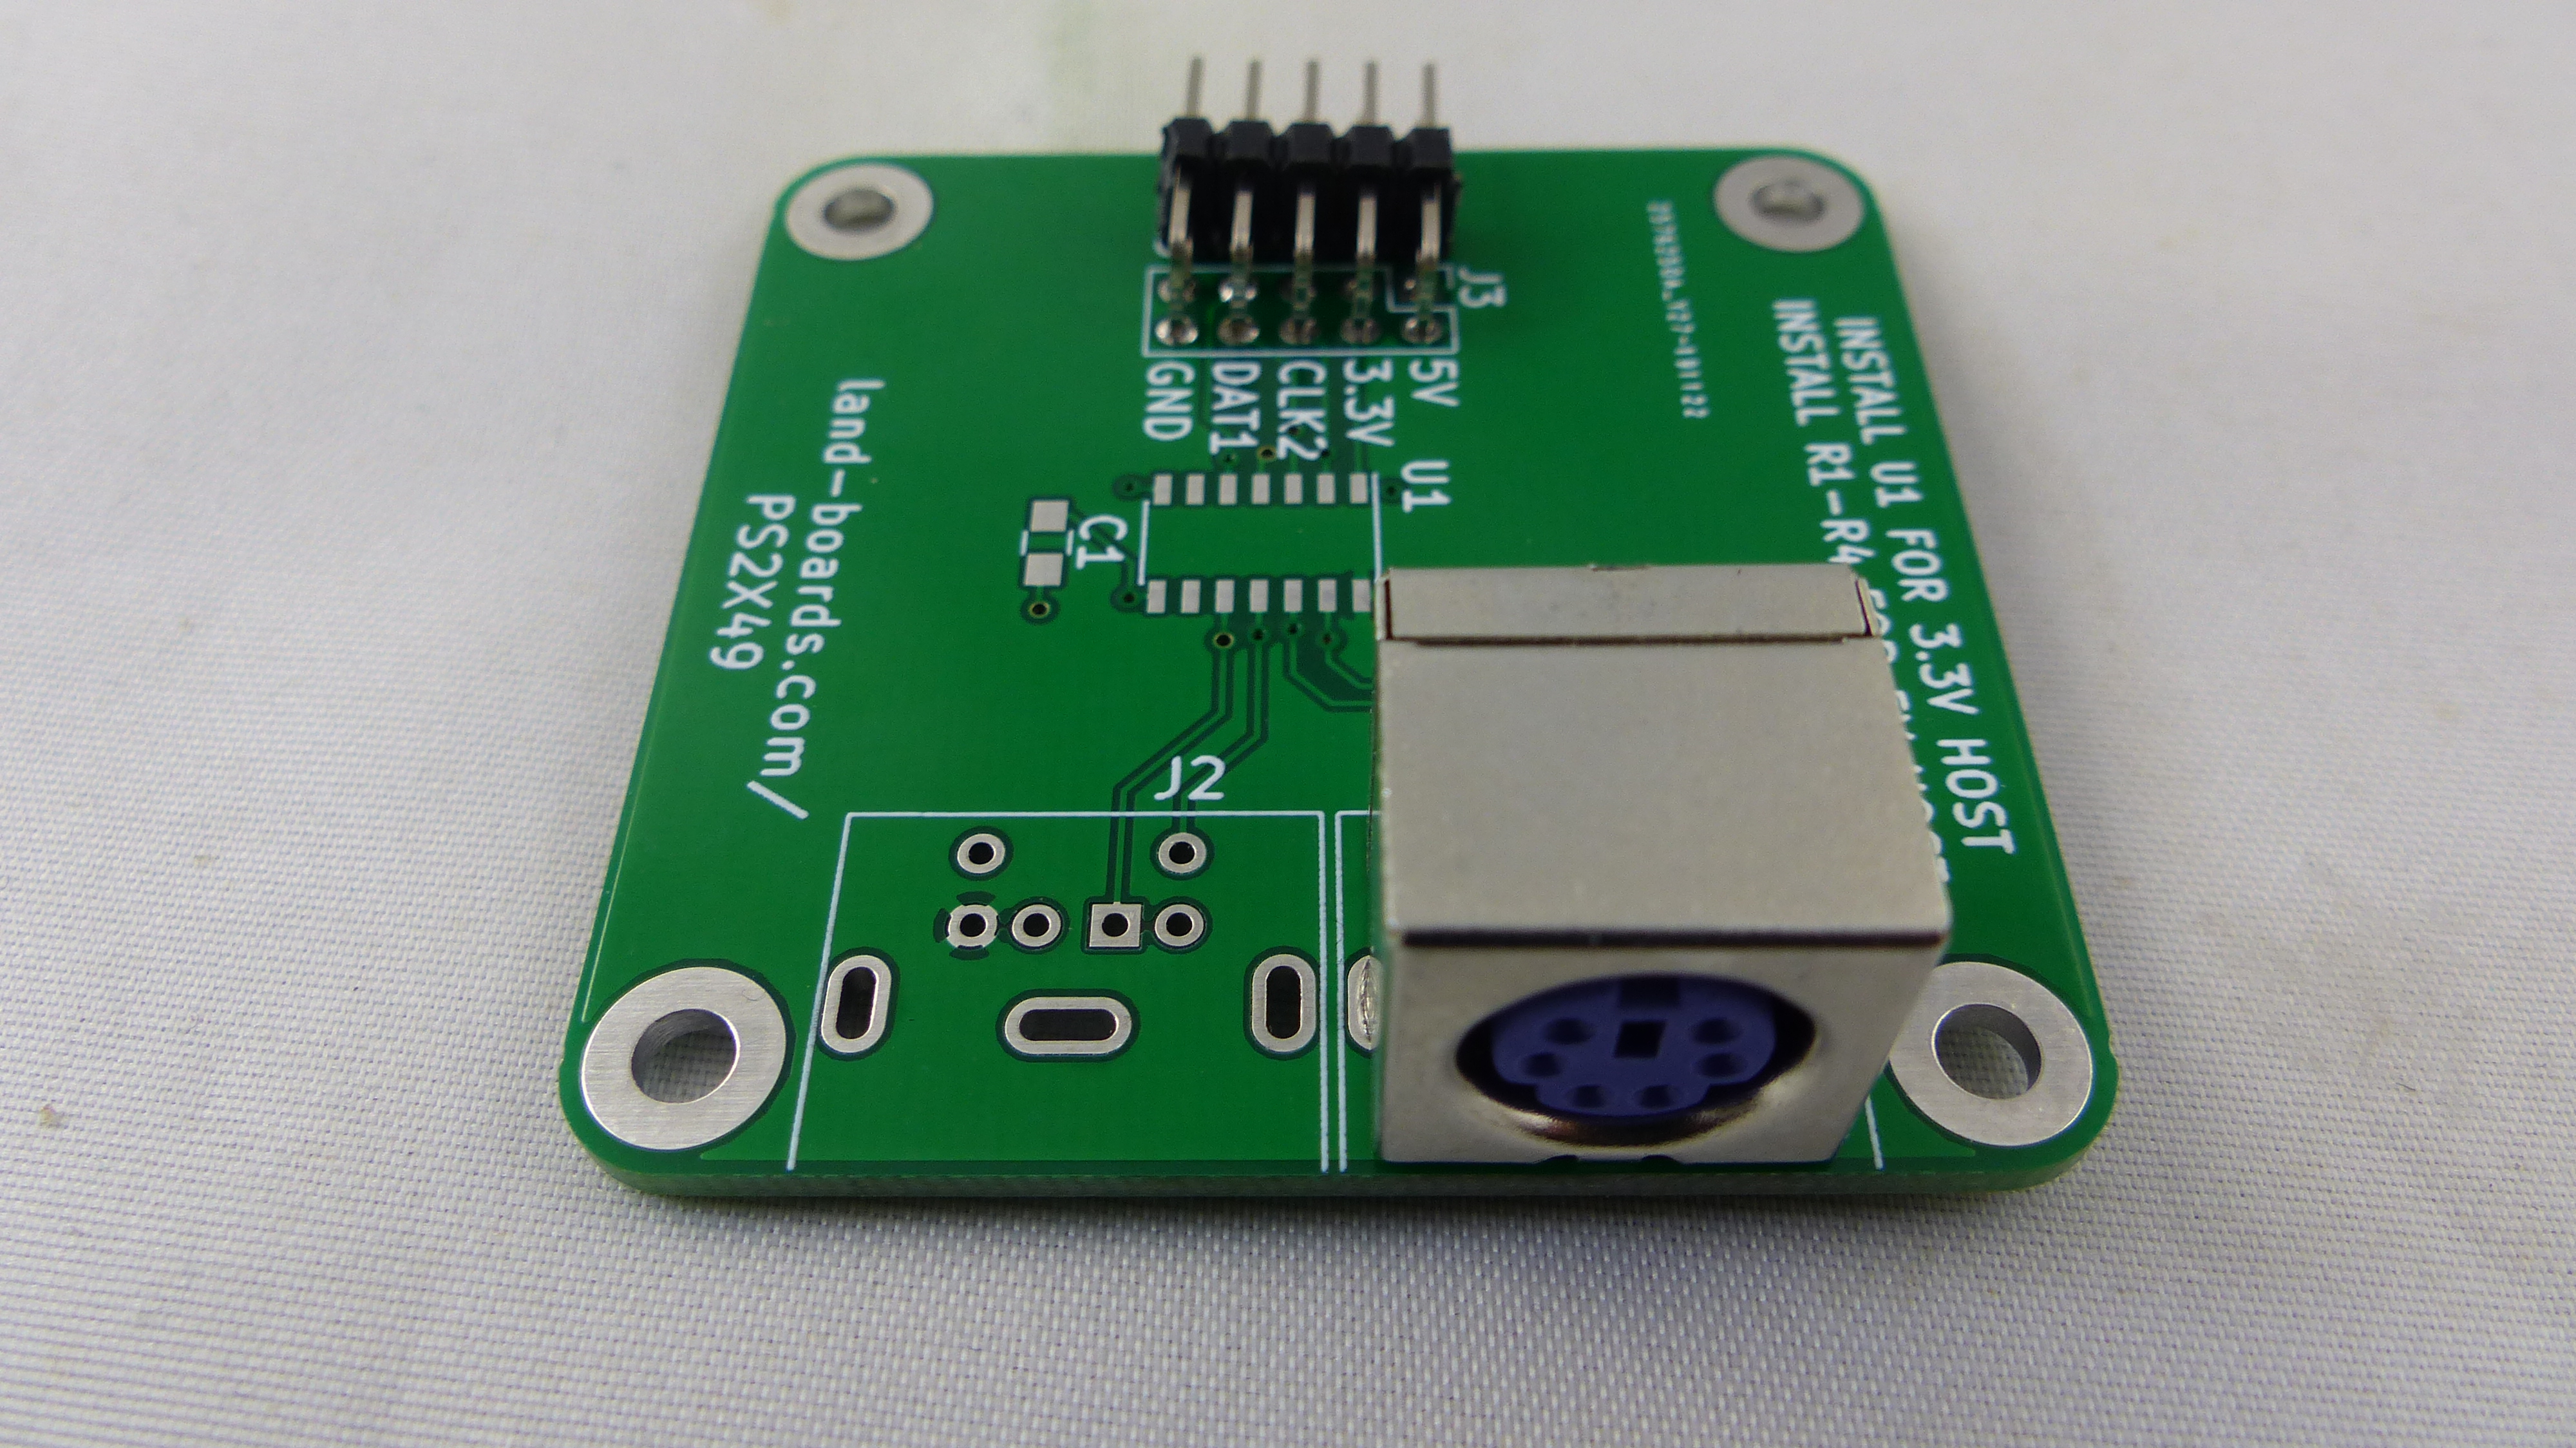 J3
5V
3.3V
CLK2
DAT1
GND
U1
C1
J2
INSTALL U1 FOR 3.3V HOST
INSTALL R1-R4
land-boards.com/
PS2X49